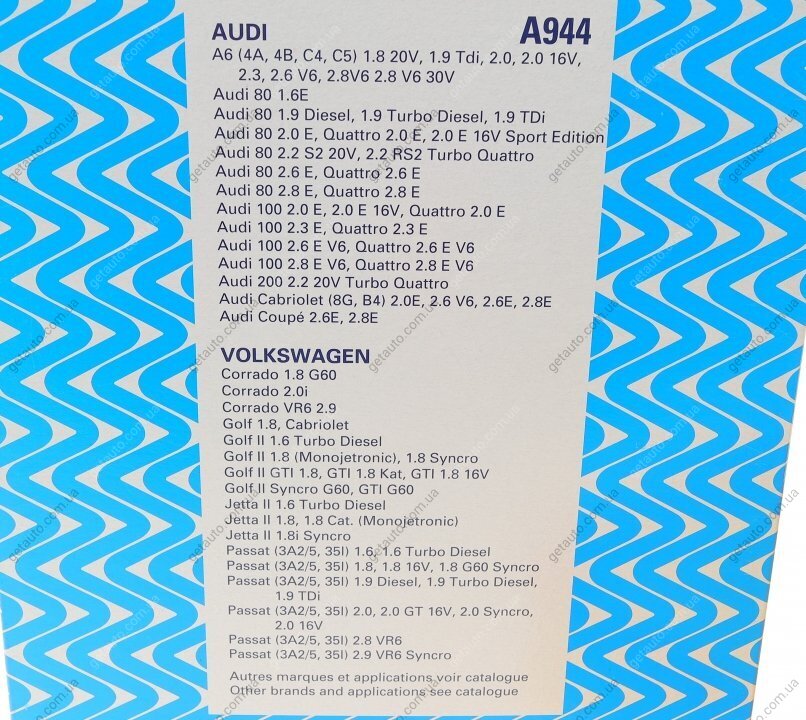 AUDI A944
A6 (4A, 4B, C4, C5) 1.8 20V, 1.9 Tdi, 2.0, 2.0 16V,
2.3, 2.6 V6, 2.8V6 2.8 V6 30V
Audi 80 1.6E
Audi 80 1.9 Diesel, 1.9 Turbo Diesel, 1.9 TDi
Audi 80 2.0 E, Quattro 2.0 E, 2.0 E 16V Sport Edition
Audi 80 2.2 S2 20V, 2.2 RS2 Turbo Quattro
Audi 80 2.6 E, Quattro 2.6 E
Audi 80 2.8 E, Quattro 2.8 E
Audi 100 2.0 E, 2.0 E 16V, Quattro 2.0 E
Audi 100 2.3 E, Quattro 2.3 E
Audi 100 2.6 E V6, Quattro 2.6 E V6
Audi 100 2.8 E V6, Quattro 2.8 E V6
Audi 200 2.2 20V Turbo Quattro
Audi Cabriolet (8G, B4) 2.0E, 2.6 V6, 2.6E, 2.8E
Audi Coupé 2.6E, 2.8E
VOLKSWAGEN
Corrado 1.8 G60
Corrado 2.0i
Corrado VR6 2.9
Golf 1.8, Cabriolet
Golf II 1.6 Turbo Diesel
Golf II 1.8 (Monojetronic), 1.8 Syncro
Golf II GTI 1.8, GTI 1.8 Kat, GTI 1.8 16V
Golf II Syncro G60, GTI G60
Jetta II 1.6 Turbo Diesel
Jetta II 1.8, 1.8 Cat. (Monojetronic)
Jetta II 1.8i Syncro
Passat (3A2/5, 35I) 1.6, 1.6 Turbo Diesel
Passat (3A2/5, 35I) 1.8, 1.8 16V, 1.8 G60 Syncro
Passat (3A2/5, 35I) 1.9 Diesel, 1.9 Turbo Diesel,
1.9 TDi
Passat (3A2/5, 35I) 2.0, 2.0 GT 16V, 2.0 Syncro,
2.0 16V
Passat (3A2/5, 35I) 2.8 VR6
Passat (3A2/5, 35I) 2.9 VR6 Syncro
Autres marques et applications voir catalogue
Other brands and applications see catalogue
getauto.com.ua